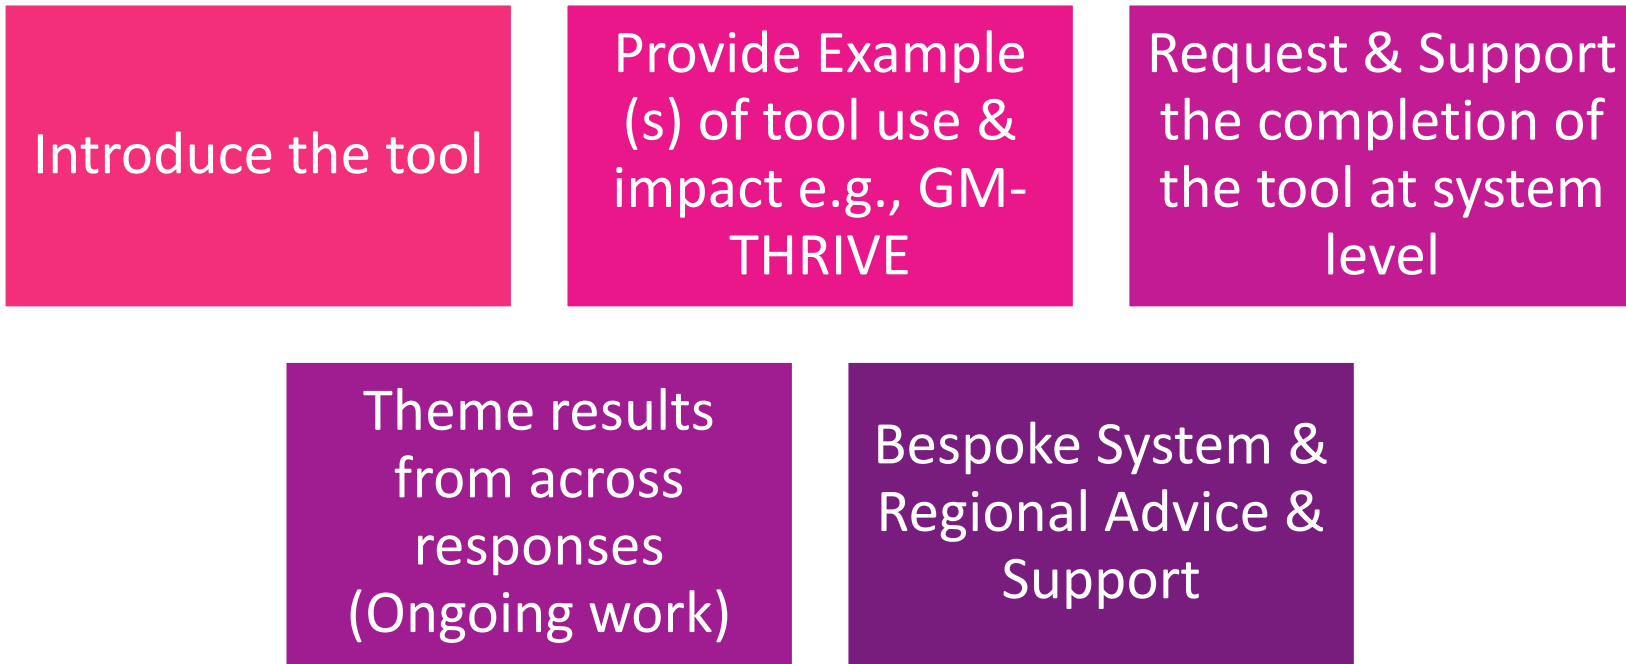 Introduce the tool
Provide Example
(s) of tool use &
impact e.g., GM-
THRIVE
Request & Support
the completion of
the tool at system
level
Theme results
from across
responses
(Ongoing work)
Bespoke System &
Regional Advice &
Support